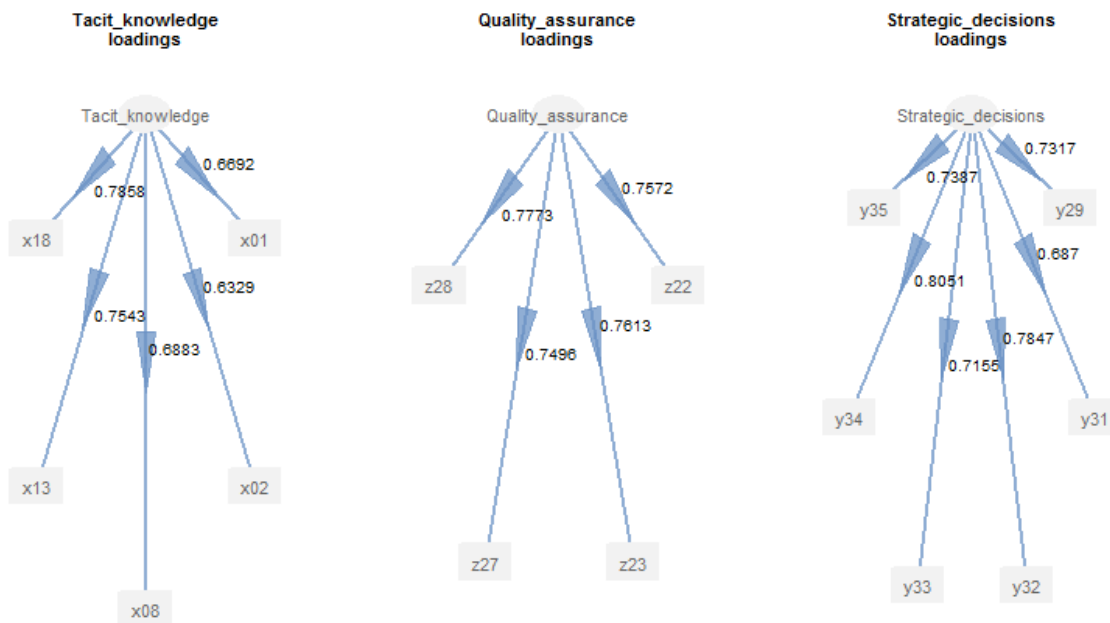 Tacit_knowledge
loadings
Quality_assurance
loadings
Strategic_decisions
loadings
Tacit_knowledge
Quality_assurance
Strategic_decisions
0.7858
0.6692
0.7543
0.6883
0.6329
x18
x01
x13
x02
x08
0.7773
0.7572
0.7496
0.7613
z28
z22
z27
z23
0.7387
0.7317
0.8051
0.687
0.7155
0.7847
y35
y29
y34
y31
y33
y32